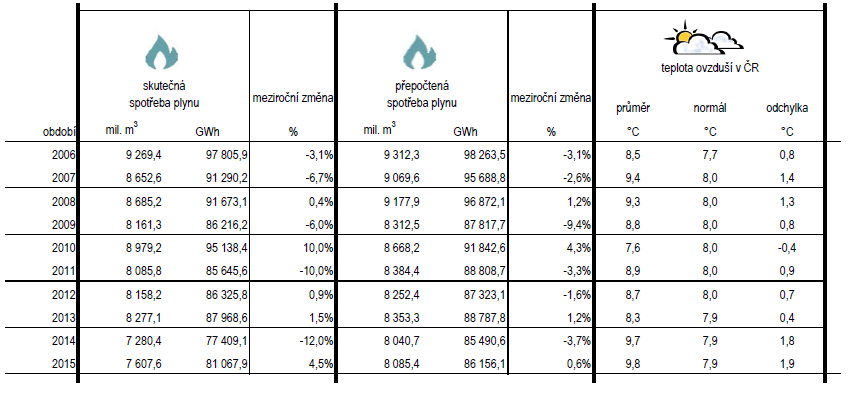 skutečná
spotřeba plynu
meziroční změna
přepočtená
spotřeba plynu
meziroční změna
teplota ovzduší v ČR
průměr normál odchylka
období mil. m³ GWh % mil. m³ GWh % °C °C °C
2006 9 269,4 97 805,9 -3,1% 9 312,3 98 263,5 -3,1% 8,5 7,7 0,8
2007 8 652,6 91 290,2 -6,7% 9 069,6 95 688,8 -2,6% 9,4 8,0 1,4
2008 8 685,2 91 673,1 0,4% 9 177,9 96 872,1 1,2% 9,3 8,0 1,3
2009 8 161,3 86 216,2 -6,0% 8 312,5 87 817,7 -9,4% 8,8 8,0 0,8
2010 8 979,2 95 138,4 10,0% 8 668,2 91 842,6 4,3% 7,6 8,0 -0,4
2011 8 085,8 85 645,6 -10,0% 8 384,4 88 808,7 -3,3% 8,9 8,0 0,9
2012 8 158,2 86 325,8 0,9% 8 252,4 87 323,1 -1,6% 8,7 8,0 0,7
2013 8 277,1 87 968,6 1,5% 8 353,3 88 787,8 1,2% 8,3 7,9 0,4
2014 7 280,4 77 409,1 -12,0% 8 040,7 85 490,6 -3,7% 9,7 7,9 1,8
2015 7 607,6 81 067,9 4,5% 8 085,4 86 156,1 0,6% 9,8 7,9 1,9